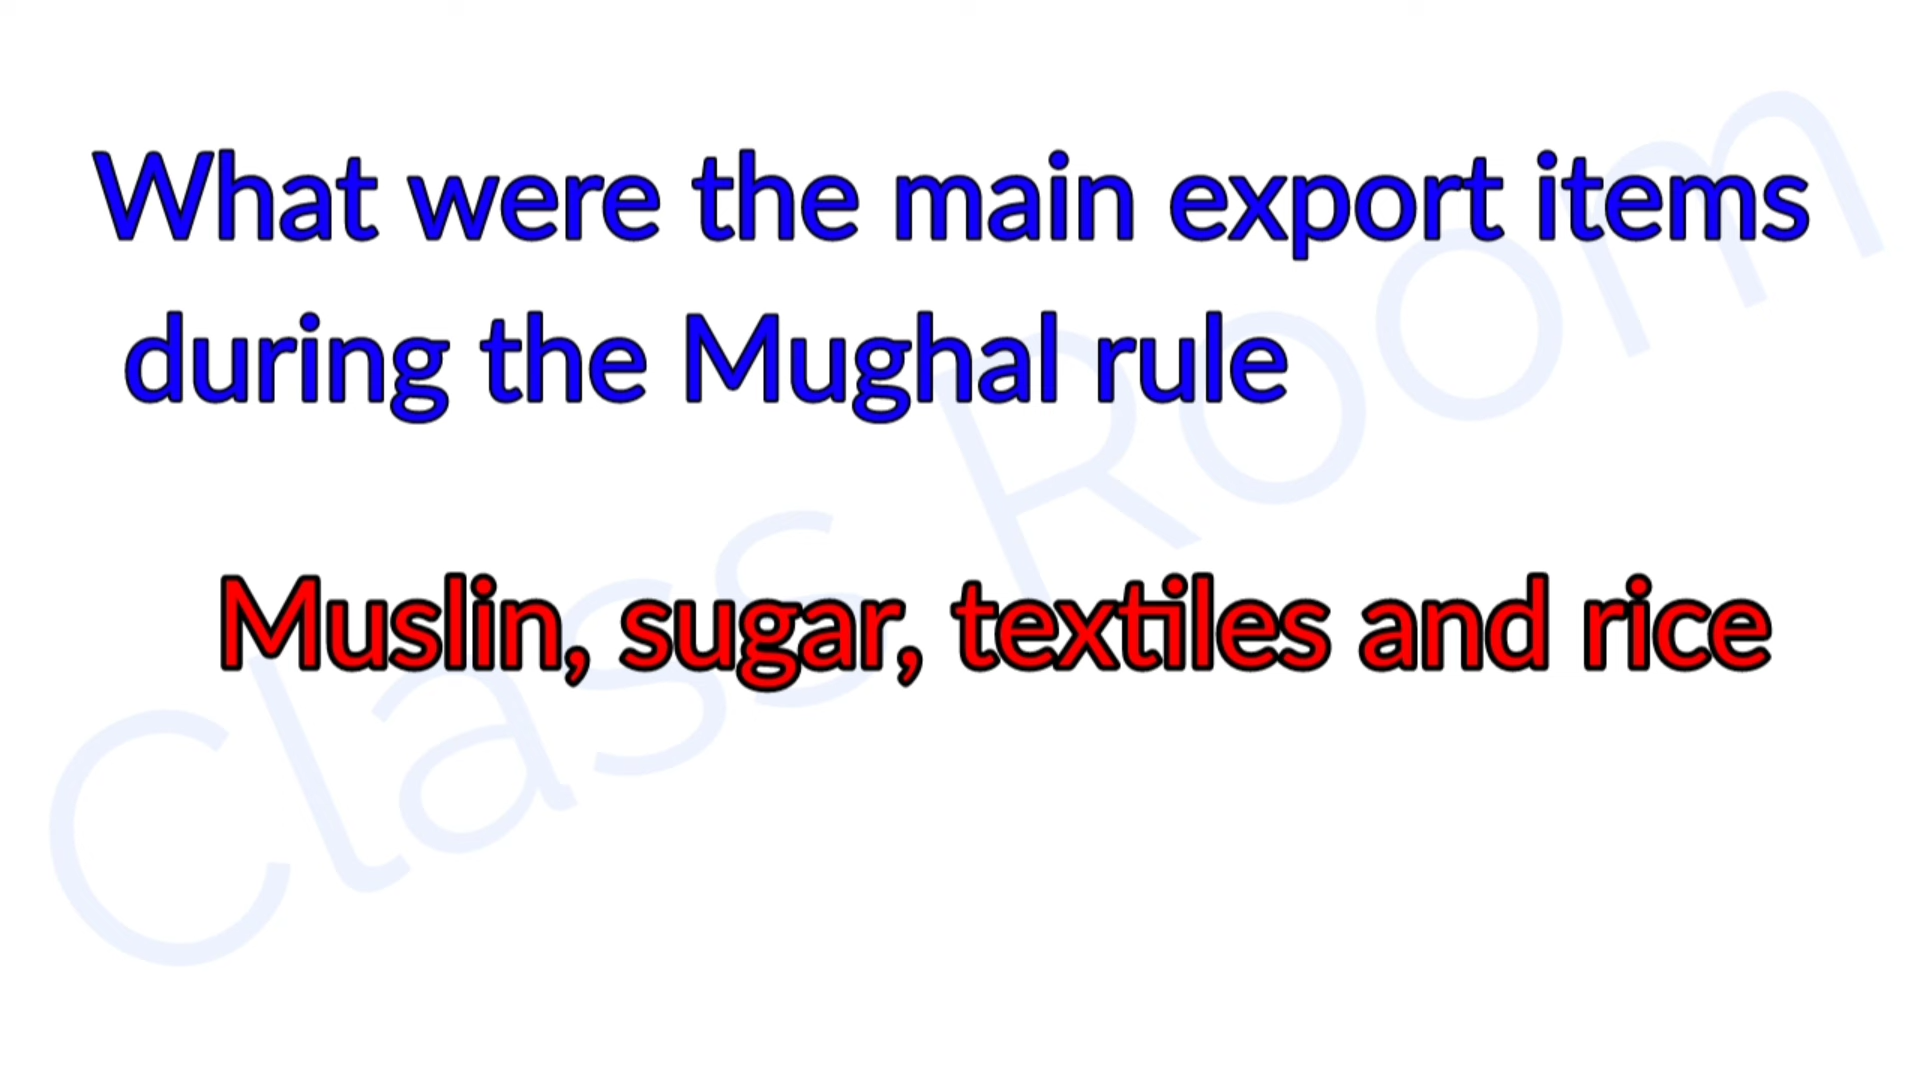 What were the main export items
during the Mughal rule
Muslin, sugar, textiles and rice
Class Room